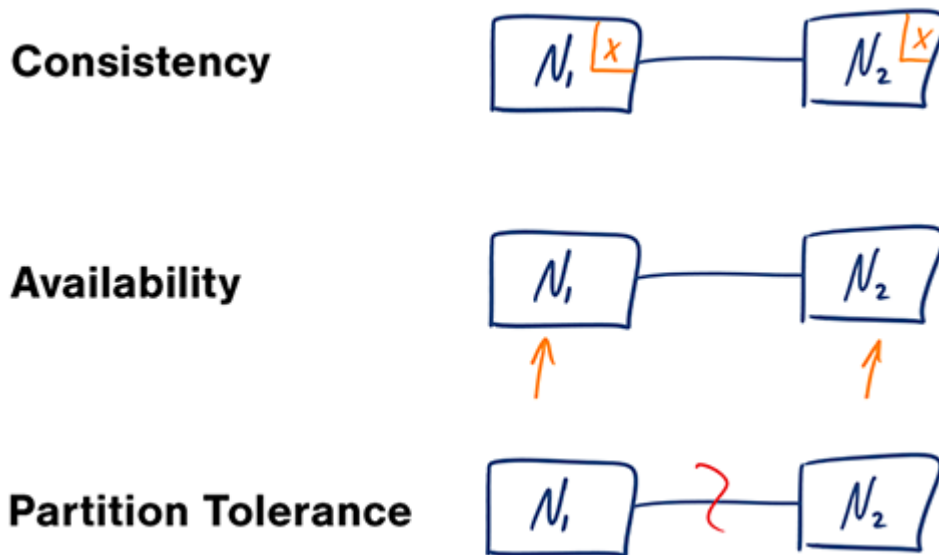 Consistency N₁ x N₂ x
Availability N₁ N₂
Partition Tolerance N₁ N₂